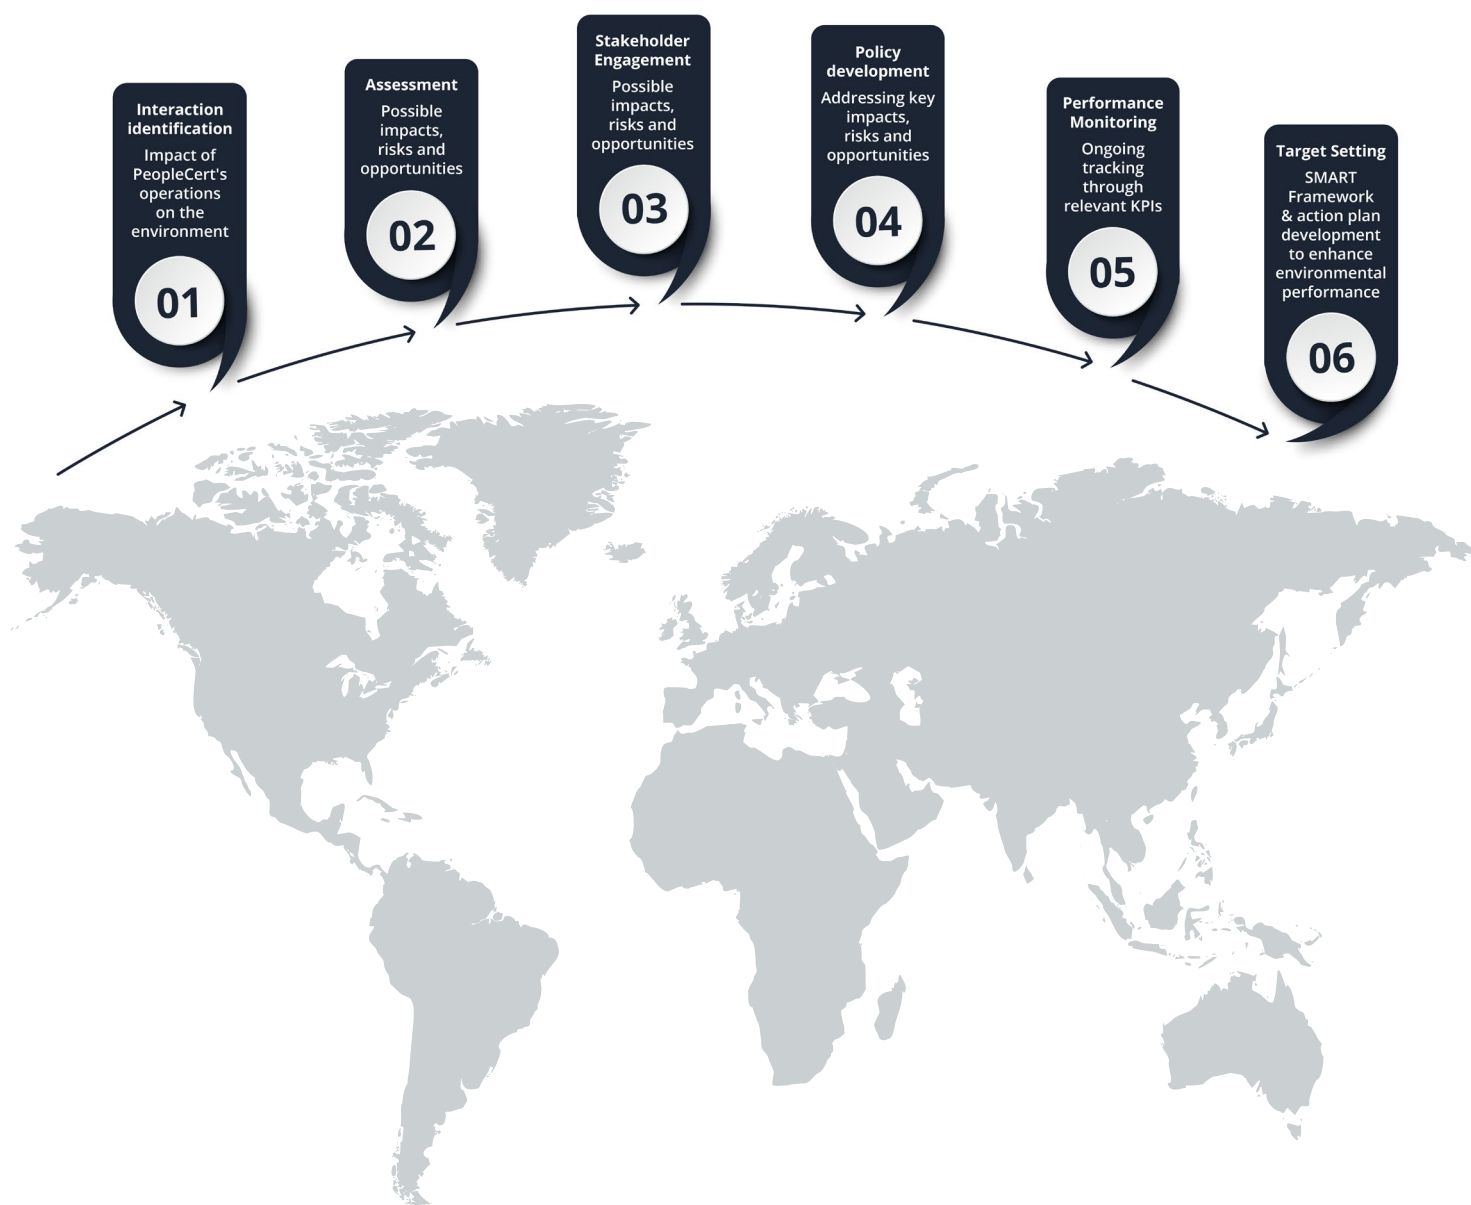 Interaction
identification
Impact of
PeopleCert's
operations
on the
environment
01
Assessment
Possible
impacts,
risks and
opportunities
02
Stakeholder
Engagement
Possible
impacts,
risks and
opportunities
03
Policy
development
Addressing key
impacts,
risks and
opportunities
04
Performance
Monitoring
Ongoing
tracking
through
relevant KPIs
05
Target Setting
SMART
Framework
& action plan
development
to enhance
environmental
performance
06